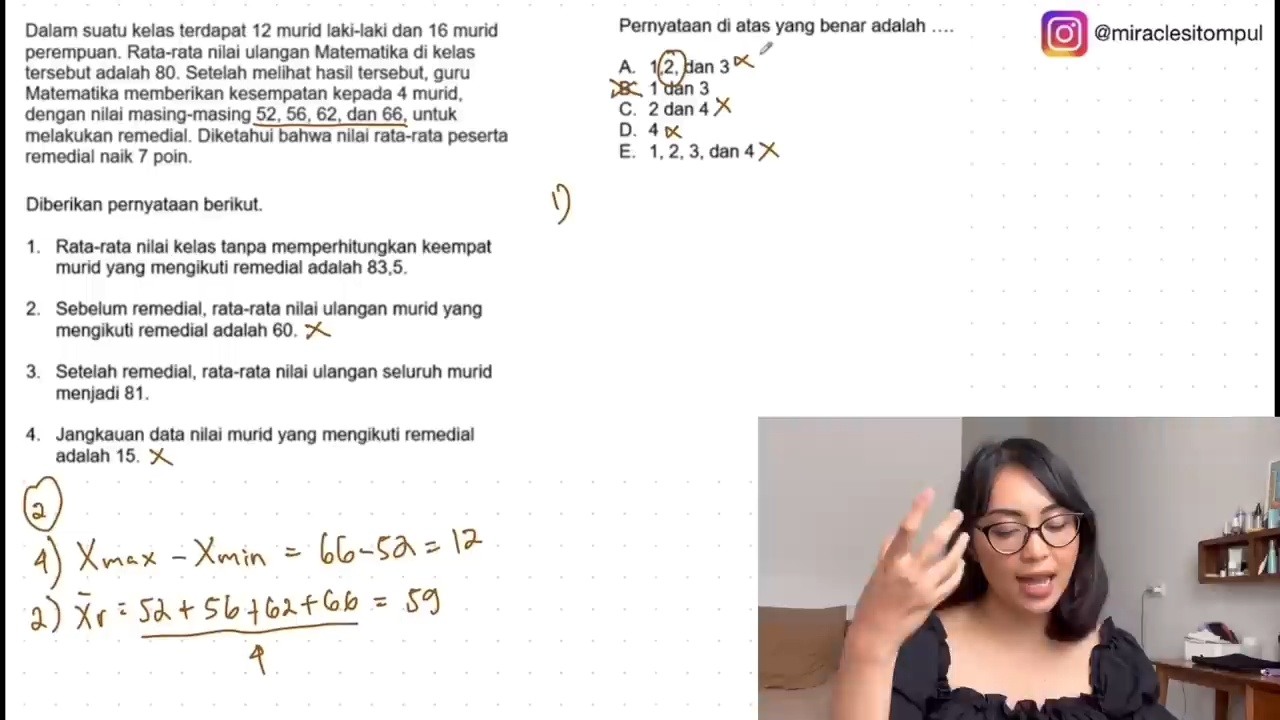 Dalam suatu kelas terdapat 12 murid laki-laki dan 16 murid
perempuan. Rata-rata nilai ulangan Matematika di kelas
tersebut adalah 80. Setelah melihat hasil tersebut, guru
Matematika memberikan kesempatan kepada 4 murid,
dengan nilai masing-masing 52, 56, 62, dan 66, untuk
melakukan remedial. Diketahui bahwa nilai rata-rata peserta
remedial naik 7 poin.
Diberikan pernyataan berikut.
1. Rata-rata nilai kelas tanpa memperhitungkan keempat
murid yang mengikuti remedial adalah 83,5.
2. Sebelum remedial, rata-rata nilai ulangan murid yang
mengikuti remedial adalah 60. X
3. Setelah remedial, rata-rata nilai ulangan seluruh murid
menjadi 81.
4. Jangkauan data nilai murid yang mengikuti remedial
adalah 15. X
2
4) Xmax - Xmin = 66-52 = 12
2) X̄r = 52 + 56 + 62 + 66 = 59
4
Pernyataan di atas yang benar adalah ....
A. 1, 2, dan 3 X
B. 1 dan 3
C. 2 dan 4 X
D. 4 X
E. 1, 2, 3, dan 4 X
1)
@miraclesitompul